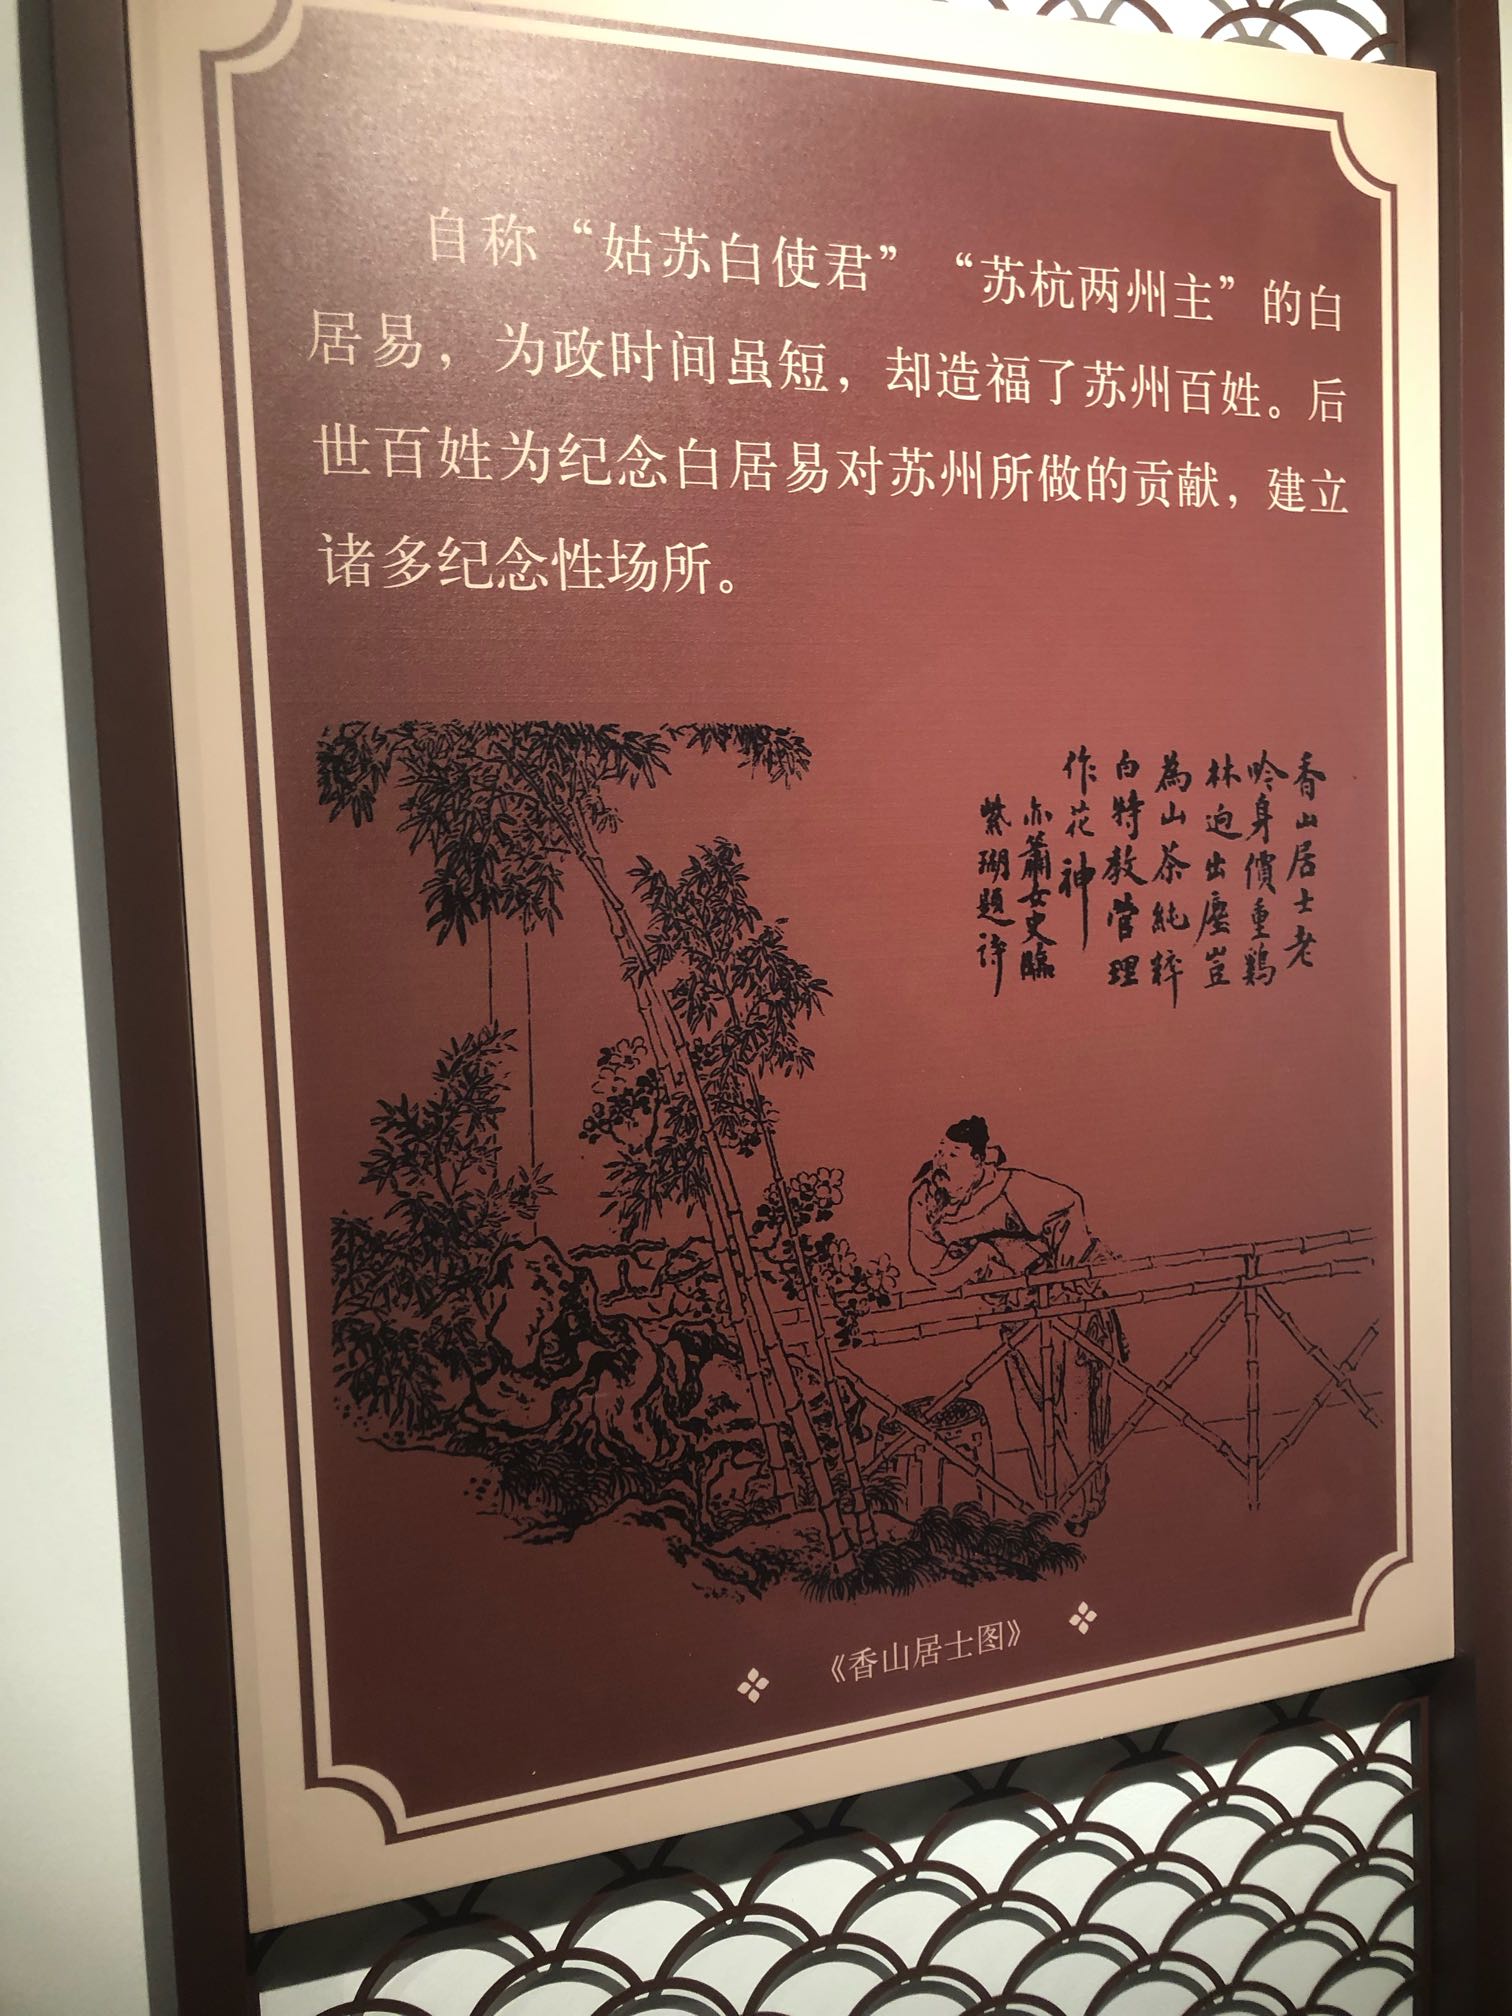 自称“姑苏白使君”“苏杭两州主”的白
居易，为政时间虽短，却造福了苏州百姓。后
世百姓为纪念白居易对苏州所做的贡献，建立
诸多纪念性场所。
香山居士老
吟身價重鷄
林迥出塵豈
為山茶純粹
白特教管理
作花神
亦簫女史臨
紫瑚題詩
《香山居士图》